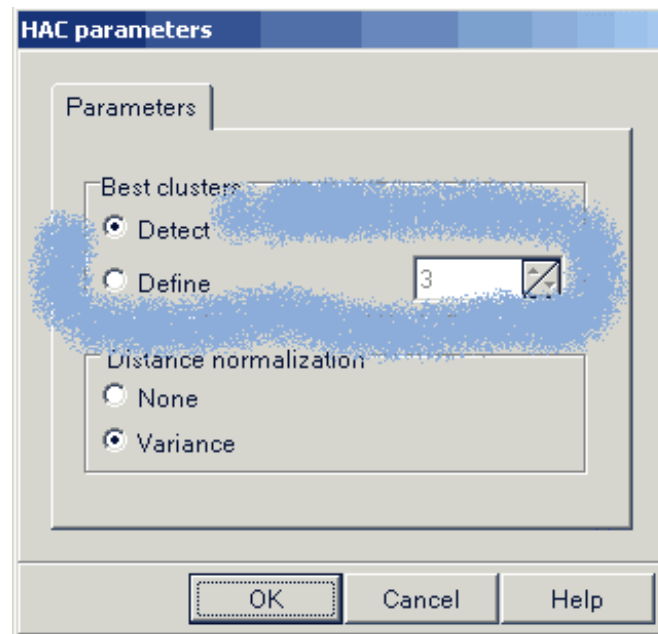 HAC parameters
Parameters
Best clusters
Detect
Define 3
Distance normalization
None
Variance
OK Cancel Help